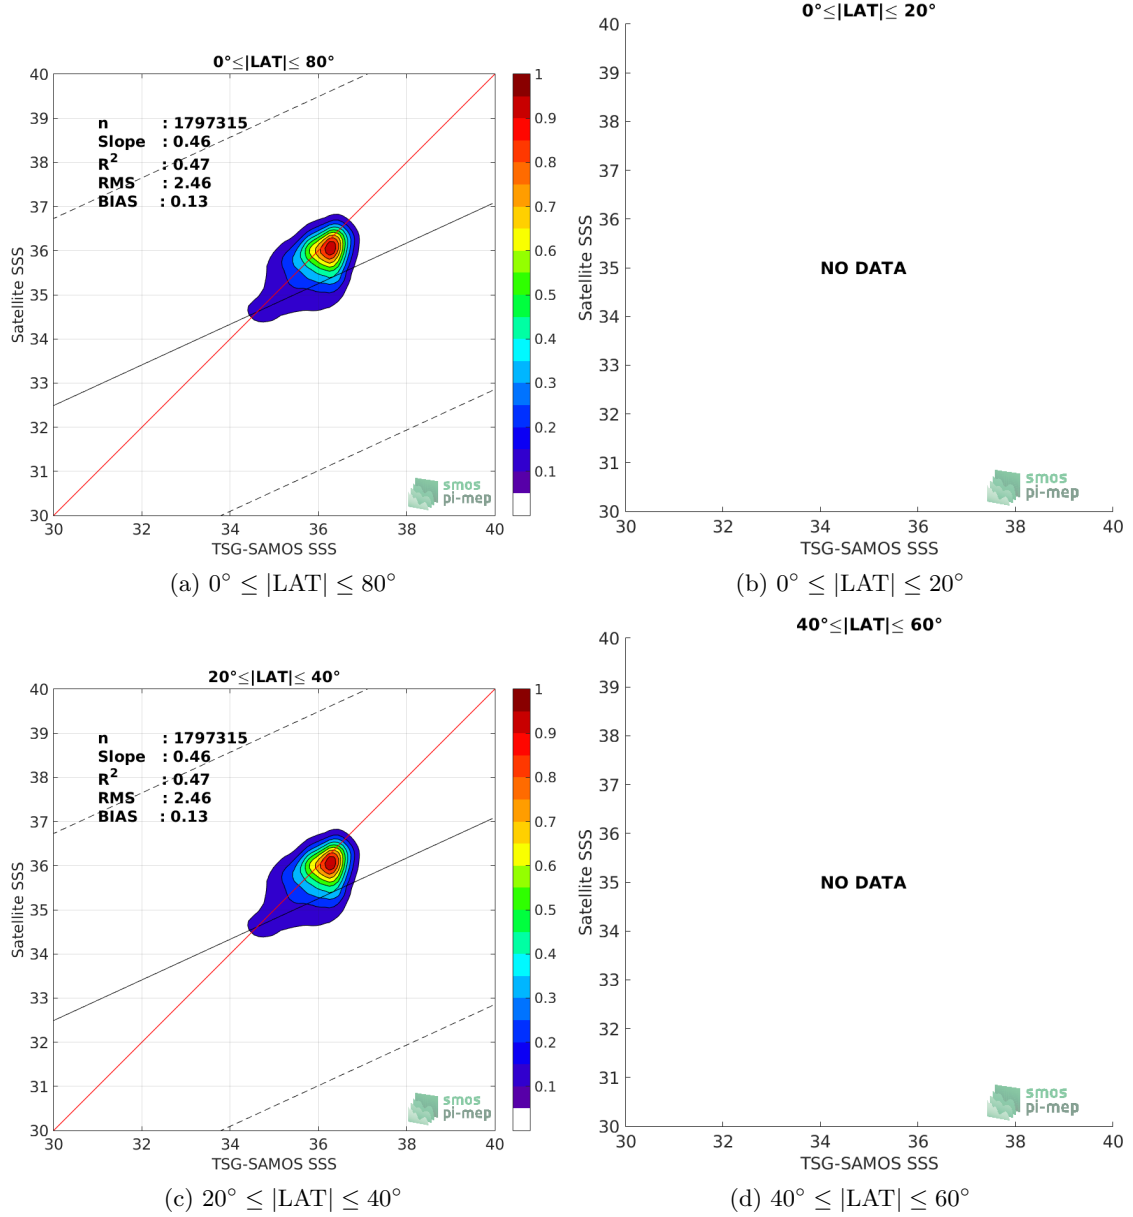 0°≤|LAT|≤ 80°
40
39
38
37
36
35
34
33
32
31
30
Satellite SSS
n : 1797315
Slope : 0.46
R2 : 0.47
RMS : 2.46
BIAS : 0.13
smos
pi-mep
30 32 34 36 38 40
TSG-SAMOS SSS
1
0.9
0.8
0.7
0.6
0.5
0.4
0.3
0.2
0.1
(a) 0° ≤ |LAT| ≤ 80°
0°≤|LAT|≤ 20°
40
39
38
37
36
35
34
33
32
31
30
Satellite SSS
NO DATA
smos
pi-mep
30 32 34 36 38 40
TSG-SAMOS SSS
(b) 0° ≤ |LAT| ≤ 20°
20°≤|LAT|≤ 40°
40
39
38
37
36
35
34
33
32
31
30
Satellite SSS
n : 1797315
Slope : 0.46
R2 : 0.47
RMS : 2.46
BIAS : 0.13
smos
pi-mep
30 32 34 36 38 40
TSG-SAMOS SSS
1
0.9
0.8
0.7
0.6
0.5
0.4
0.3
0.2
0.1
(c) 20° ≤ |LAT| ≤ 40°
40°≤|LAT|≤ 60°
40
39
38
37
36
35
34
33
32
31
30
Satellite SSS
NO DATA
smos
pi-mep
30 32 34 36 38 40
TSG-SAMOS SSS
(d) 40° ≤ |LAT| ≤ 60°